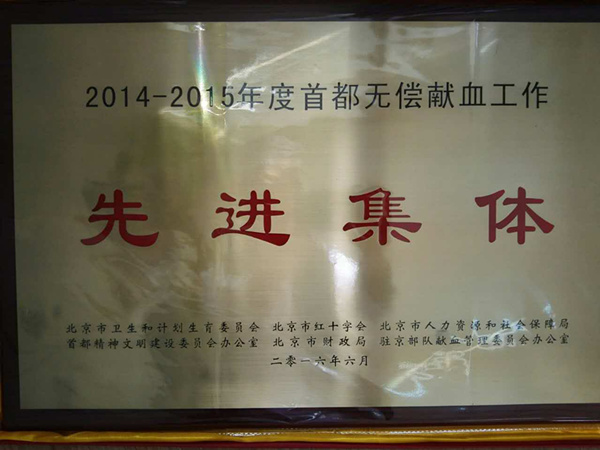 2014-2015年度首都无偿献血工作
先进集体
北京市卫生和计划生育委员会 北京市红十字会 北京市人力资源和社会保障局
首都精神文明建设委员会办公室 北京市财政局 驻京部队献血管理委员会办公室
二零一六年六月